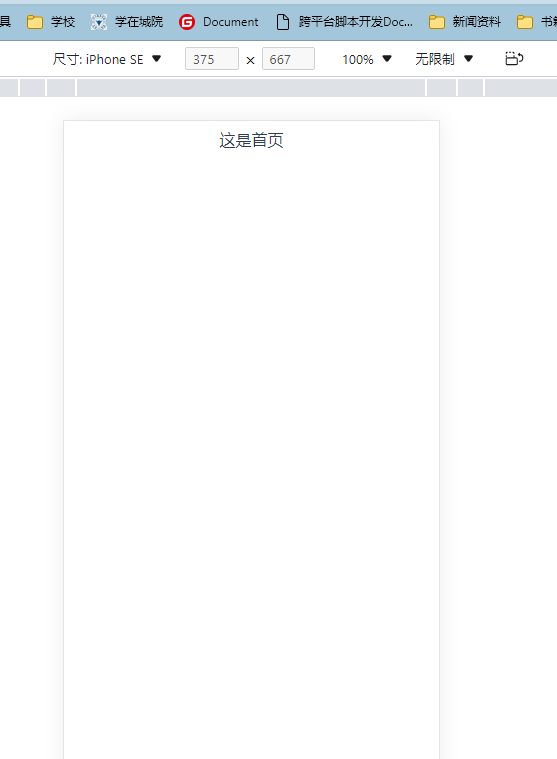 具 学校 学在城院 Document 跨平台脚本开发Doc... 新闻资料 书籍
尺寸: iPhone SE 375 × 667 100% 无限制
这是首页